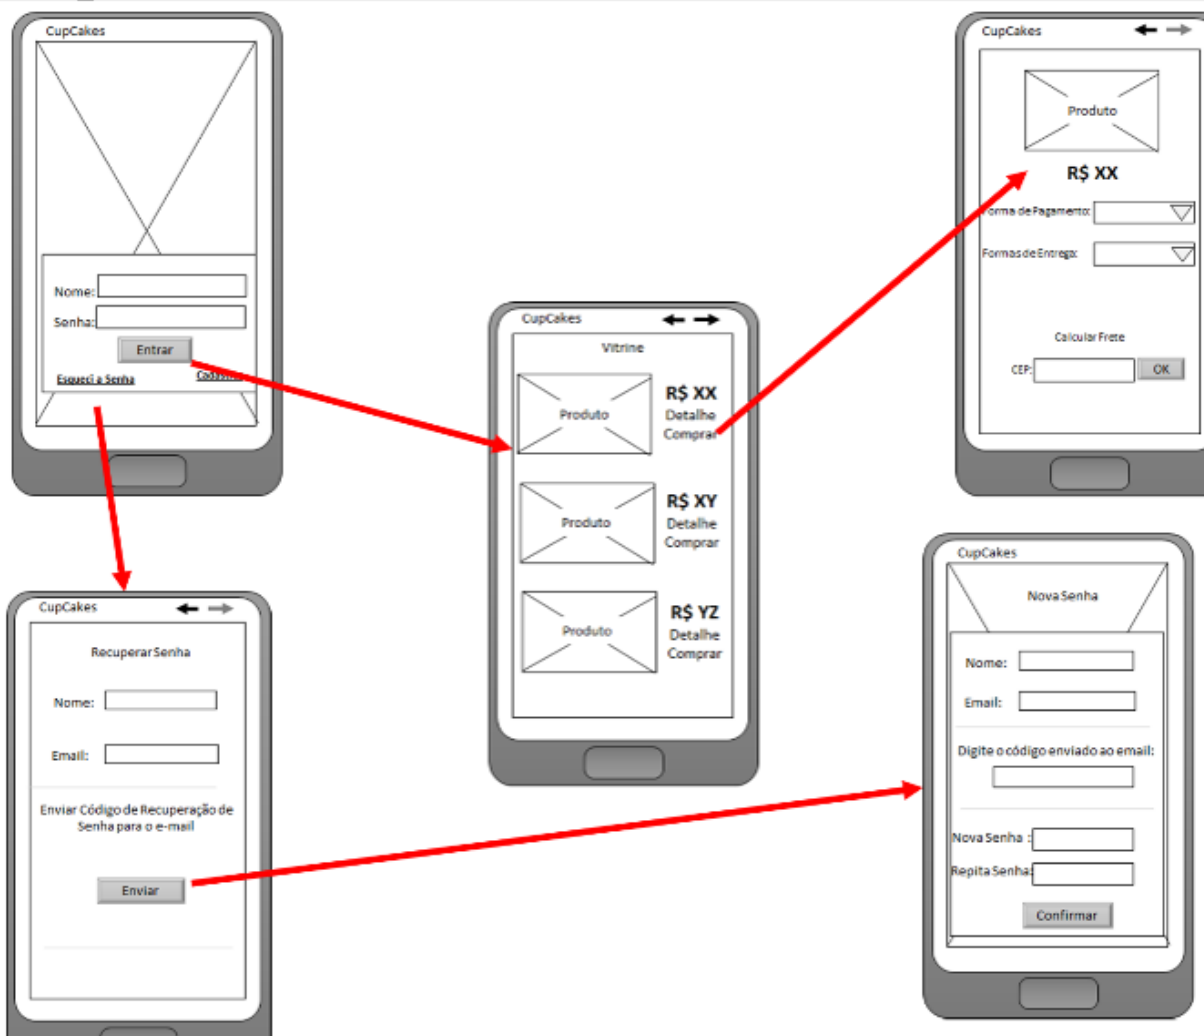 CupCakes
Nome:
Senha:
Entrar
Esqueci a Senha
CupCakes
Recuperar Senha
Nome:
Email:
Enviar Código de Recuperação de
Senha para o e-mail
Enviar
CupCakes
Vitrine
Produto
R$ XX
Detalhe
Comprar
Produto
R$ XY
Detalhe
Comprar
Produto
R$ YZ
Detalhe
Comprar
CupCakes
Produto
R$ XX
Forma de Pagamento:
Formas de Entrega:
Calcular Frete
CEP:
OK
CupCakes
Nova Senha
Nome:
Email:
Digite o código enviado ao email:
Nova Senha :
Repita Senha:
Confirmar